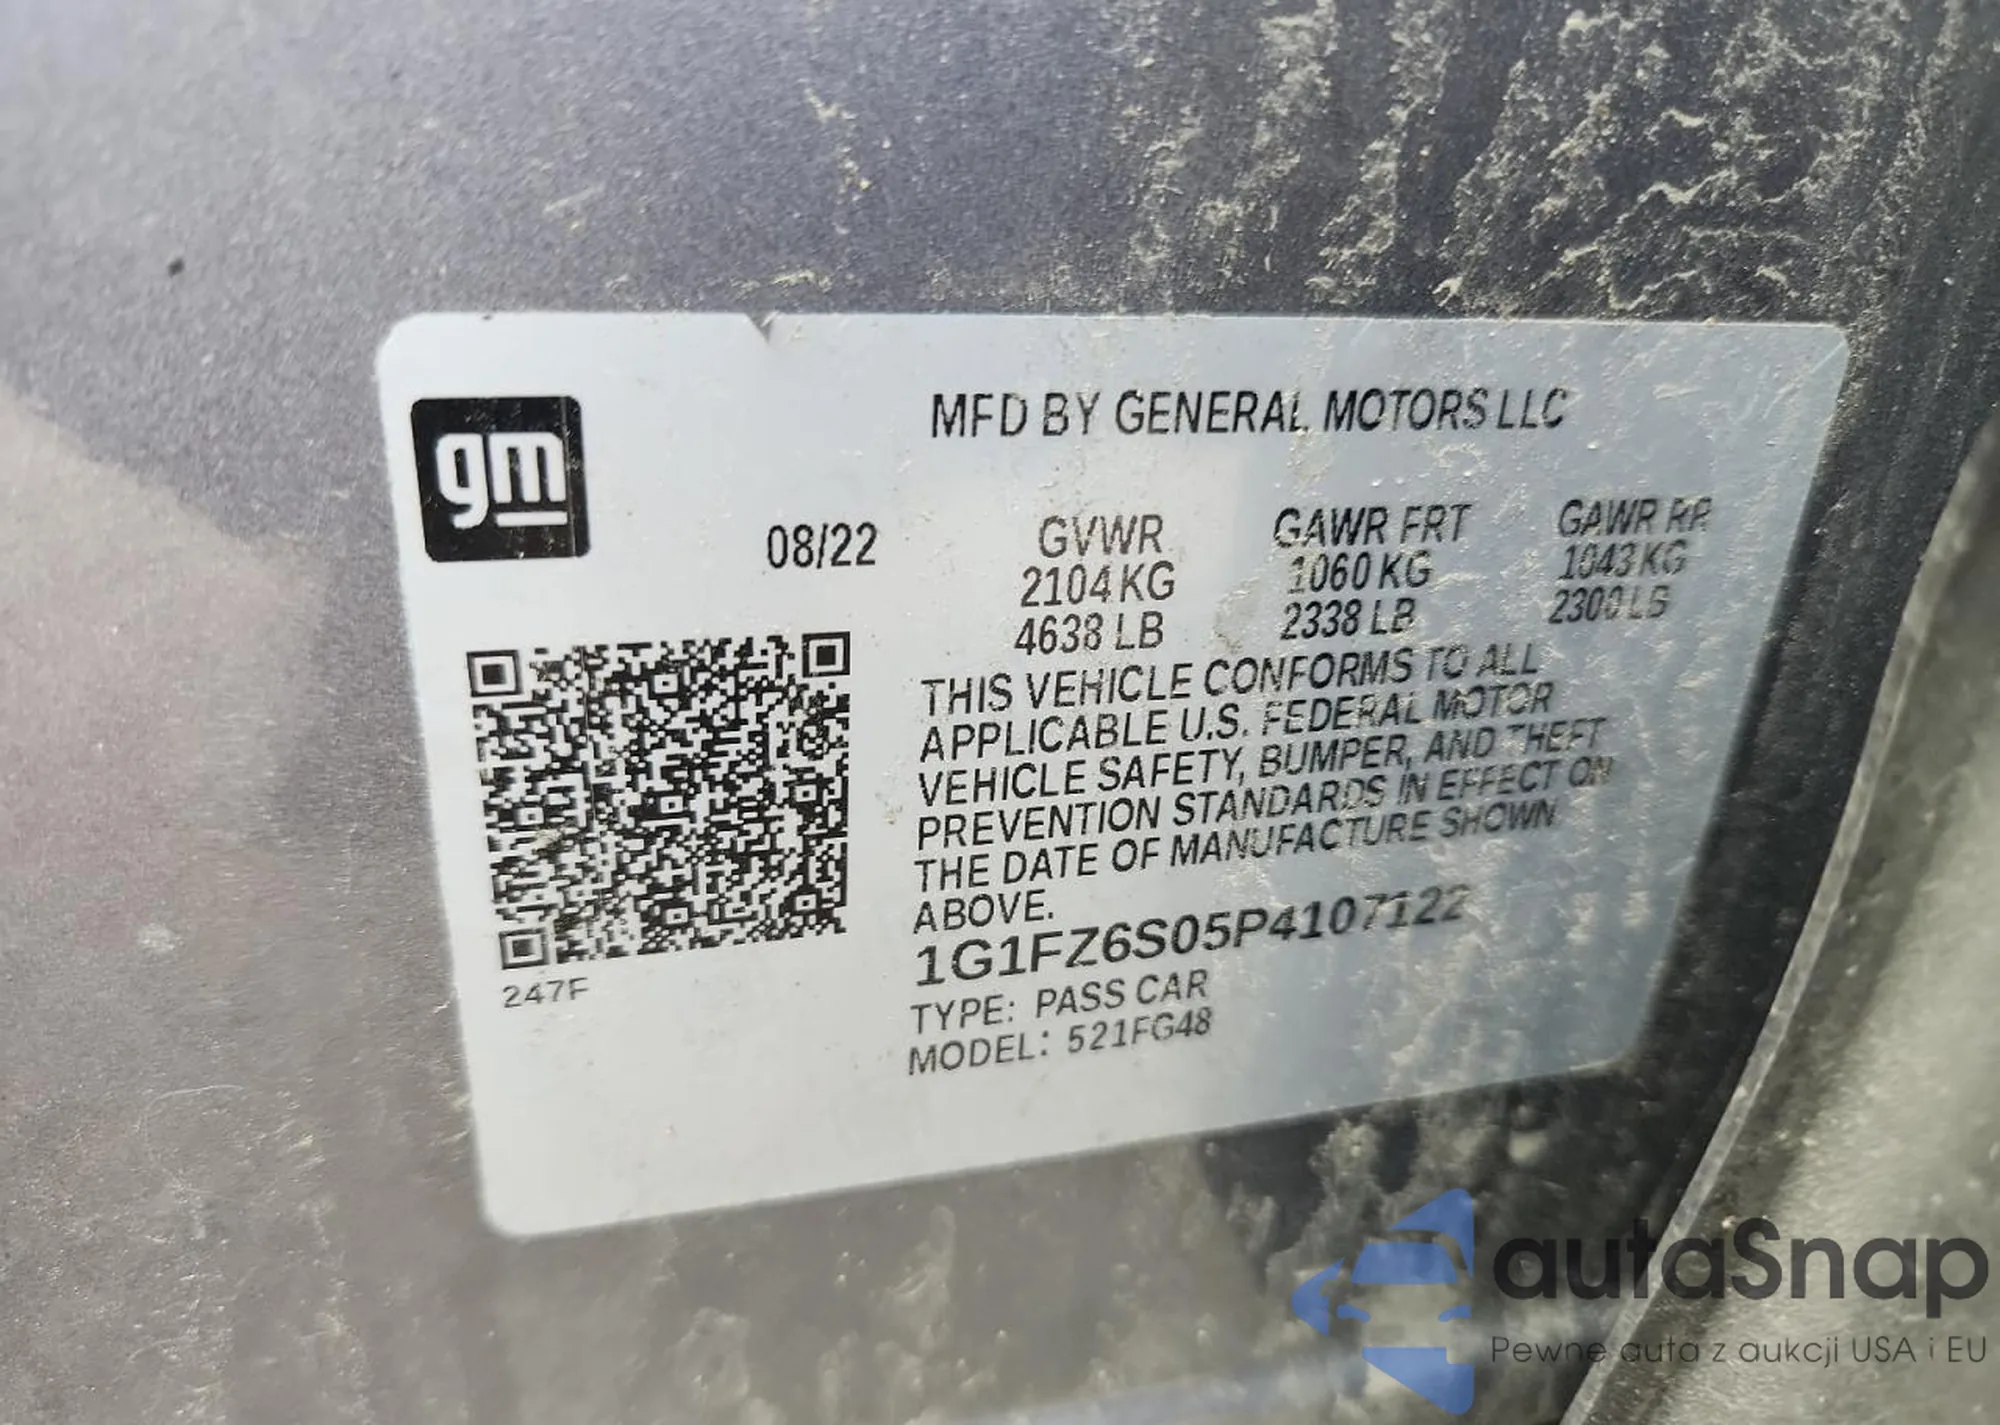 gm
MFD BY GENERAL MOTORS LLC
08/22
GVWR
2104 KG
4638 LB
GAWR FRT
1060 KG
2338 LB
GAWR RR
1043 KG
2300 LB
THIS VEHICLE CONFORMS TO ALL
APPLICABLE U.S. FEDERAL MOTOR
VEHICLE SAFETY, BUMPER, AND THEFT
PREVENTION STANDARDS IN EFFECT ON
THE DATE OF MANUFACTURE SHOWN
ABOVE.
1G1FZ6S05P4107122
TYPE: PASS CAR
MODEL: 521FG48
247F
autaSnap
Pewne auta z aukcji USA i EU